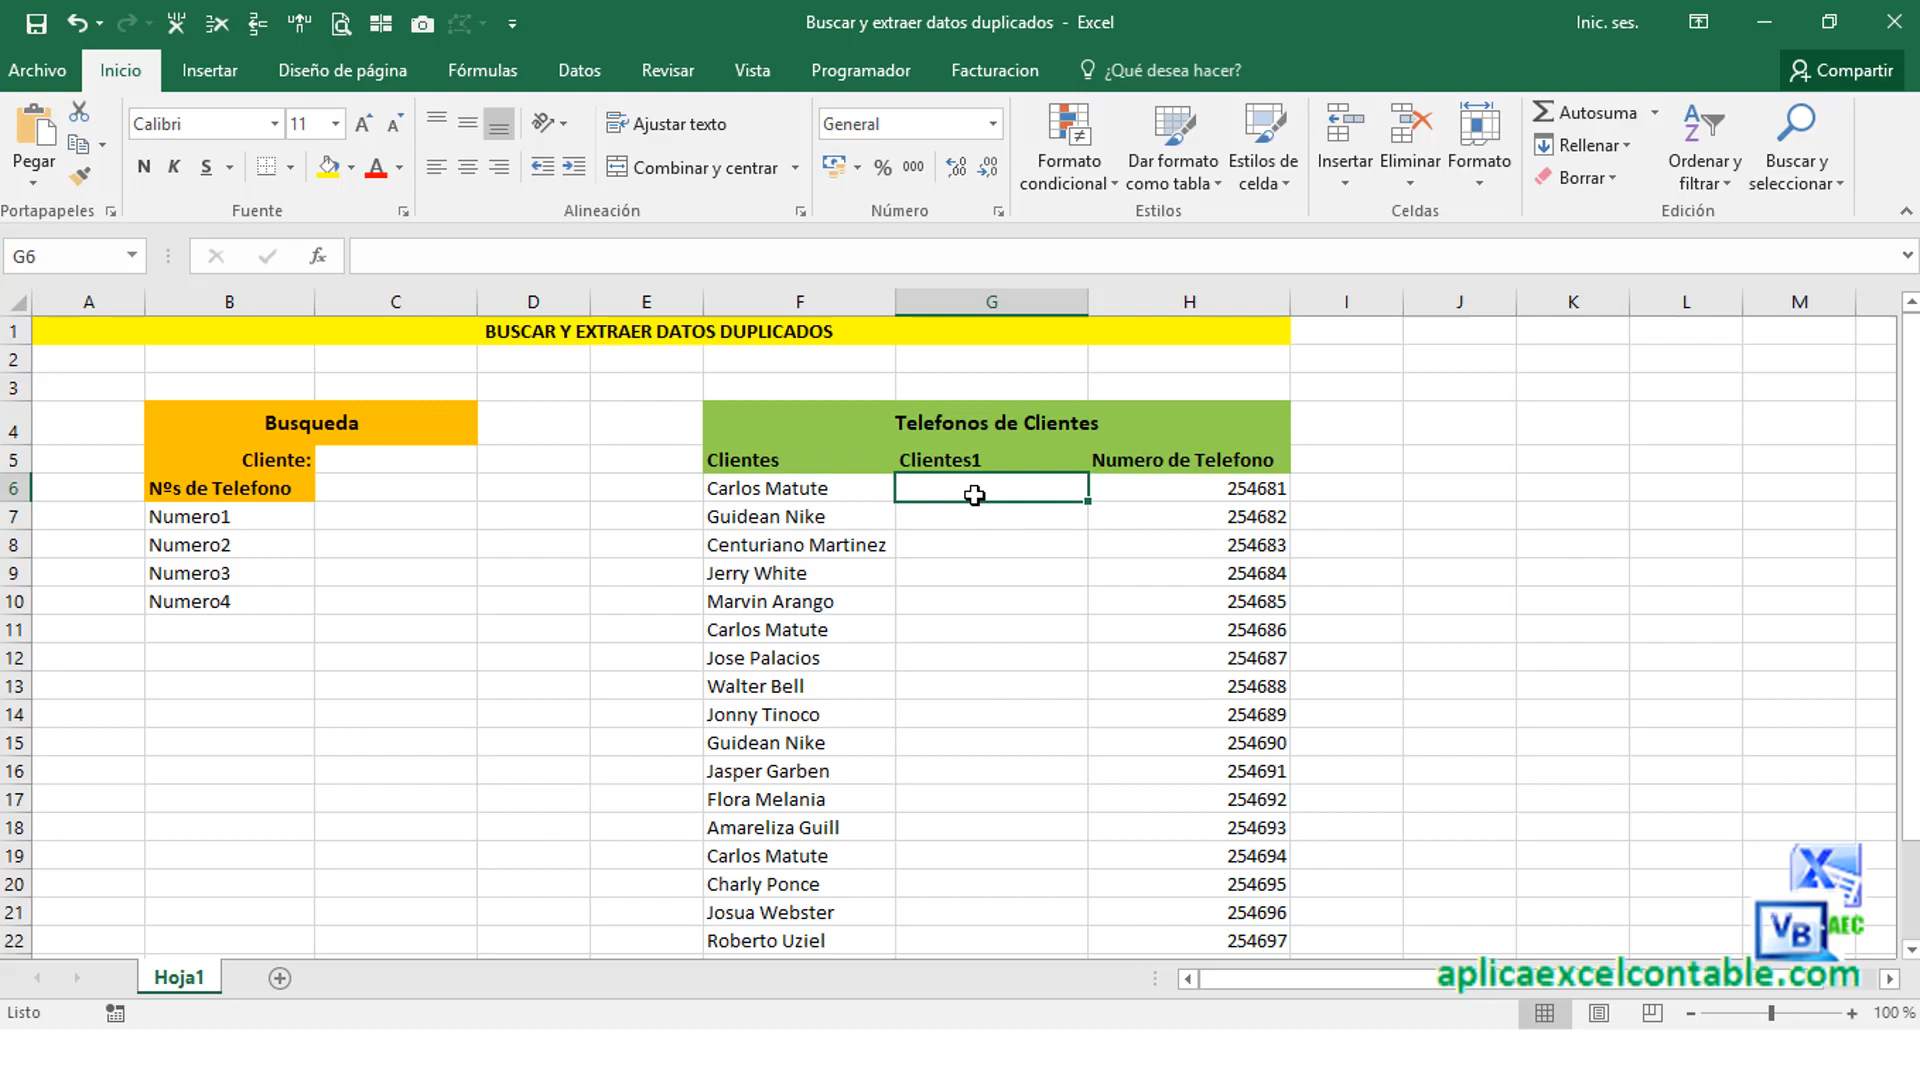 Buscar y extraer datos duplicados - Excel
Inic. ses.
Archivo Inicio Insertar Diseño de página Fórmulas Datos Revisar Vista Programador Facturacion ¿Qué desea hacer? Compartir
Pegar
Portapapeles
Calibri 11
N K S
Fuente
Ajustar texto
Combinar y centrar
Alineación
General
% 000
Número
Formato condicional
Dar formato como tabla
Estilos de celda
Estilos
Insertar Eliminar Formato
Celdas
Autosuma
Rellenar
Borrar
Ordenar y filtrar
Buscar y seleccionar
Edición
G6 fx
A B C D E F G H I J K L M
1 BUSCAR Y EXTRAER DATOS DUPLICADOS
2
3
4 Busqueda Telefonos de Clientes
5 Cliente: Clientes Clientes1 Numero de Telefono
6 Nºs de Telefono Carlos Matute 254681
7 Numero1 Guidean Nike 254682
8 Numero2 Centuriano Martinez 254683
9 Numero3 Jerry White 254684
10 Numero4 Marvin Arango 254685
11 Carlos Matute 254686
12 Jose Palacios 254687
13 Walter Bell 254688
14 Jonny Tinoco 254689
15 Guidean Nike 254690
16 Jasper Garben 254691
17 Flora Melania 254692
18 Amareliza Guill 254693
19 Carlos Matute 254694
20 Charly Ponce 254695
21 Josua Webster 254696
22 Roberto Uziel 254697
X
VB AEC
aplicaexcelcontable.com
Hoja1
Listo
100 %